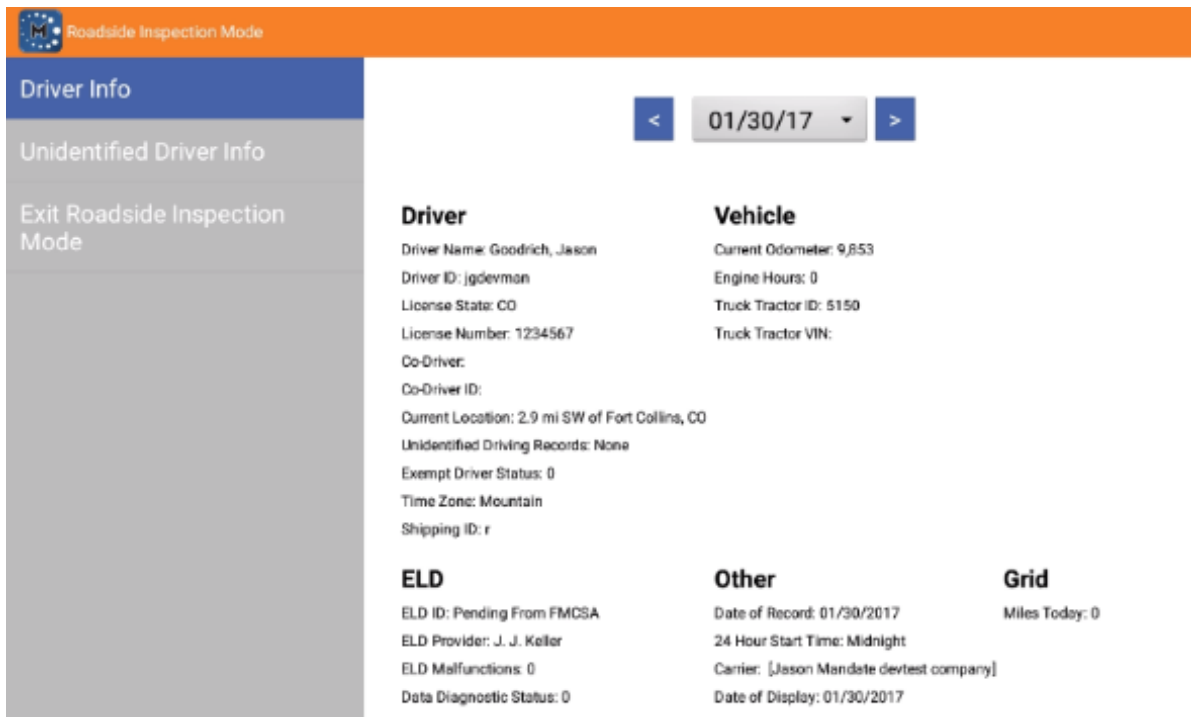 M
Roadside Inspection Mode
Driver Info
Unidentified Driver Info
Exit Roadside Inspection
Mode
<
01/30/17
>
Driver
Driver Name: Goodrich, Jason
Driver ID: jgdevman
License State: CO
License Number: 1234567
Co-Driver:
Co-Driver ID:
Current Location: 2.9 mi SW of Fort Collins, CO
Unidentified Driving Records: None
Exempt Driver Status: 0
Time Zone: Mountain
Shipping ID: r
Vehicle
Current Odometer: 9,853
Engine Hours: 0
Truck Tractor ID: 5150
Truck Tractor VIN:
ELD
ELD ID: Pending From FMCSA
ELD Provider: J. J. Keller
ELD Malfunctions: 0
Data Diagnostic Status: 0
Other
Date of Record: 01/30/2017
24 Hour Start Time: Midnight
Carrier: [Jason Mandate devtest company]
Date of Display: 01/30/2017
Grid
Miles Today: 0